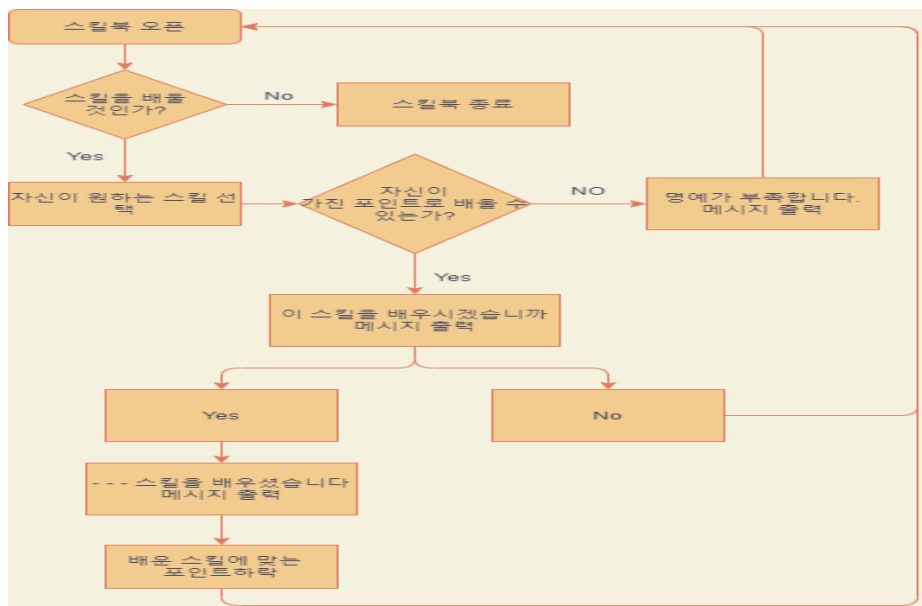 스킬북 오픈
스킬을 배울
것인가?
No
스킬북 종료
Yes
자신이 원하는 스킬 선
택
자신이
가진 포인트로 배울 수
있는가?
NO
명예가 부족합니다.
메시지 출력
Yes
이 스킬을 배우시겠습니까
메시지 출력
Yes
No
- - - 스킬을 배우셨습니다
메시지 출력
배운 스킬에 맞는
포인트하락